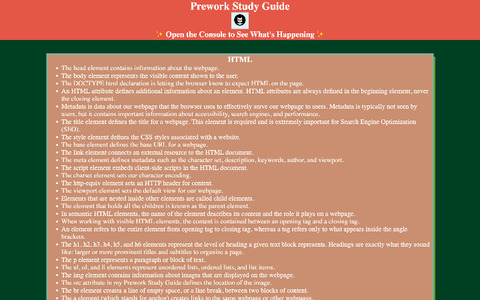 Prework Study Guide
✨ Open the Console to See What's Happening ✨
HTML
• The head element contains information about the webpage.
• The body element represents the visible content shown to the user.
• The DOCTYPE html declaration is letting the browser know to expect HTML on the page.
• An HTML attribute defines additional information about an element. HTML attributes are always defined in the beginning element, never
the closing element.
• Metadata is data about our webpage that the browser uses to effectively serve our webpage to users. Metadata is typically not seen by
users, but it contains important information about accessibility, search engines, and performance.
• The title element defines the title for a webpage. This element is required and is extremely important for Search Engine Optimization
(SEO).
• The style element defines the CSS styles associated with a website.
• The base element defines the base URL for a webpage.
• The link element connects an external resource to the HTML document.
• The meta element defines metadata such as the character set, description, keywords, author, and viewport.
• The script element embeds client-side scripts in the HTML document.
• The charset element sets our character encoding.
• The http-equiv element sets an HTTP header for content.
• The viewport element sets the default view for our webpage.
• Elements that are nested inside other elements are called child elements.
• The element that holds all the children is known as the parent element.
• In semantic HTML elements, the name of the element describes its content and the role it plays on a webpage.
• When working with visible HTML elements, the content is contained between an opening tag and a closing tag.
• An element refers to the entire element from opening tag to closing tag, whereas a tag refers only to what appears inside the angle
brackets.
• The h1, h2, h3, h4, h5, and h6 elements represent the level of heading a given text block represents. Headings are exactly what they sound
like: larger or more prominent titles and subtitles to organize a page.
• The p element represents a paragraph or block of text.
• The ul, ol, and li elements represent unordered lists, ordered lists, and list items.
• The img element contains information about images that are displayed on the webpage.
• The src attribute in my Prework Study Guide defines the location of the image.
• The br element creates a line of empty space, or a line break, between two blocks of content.
• The a element (which stands for anchor) creates links to the same webpage or other webpages.